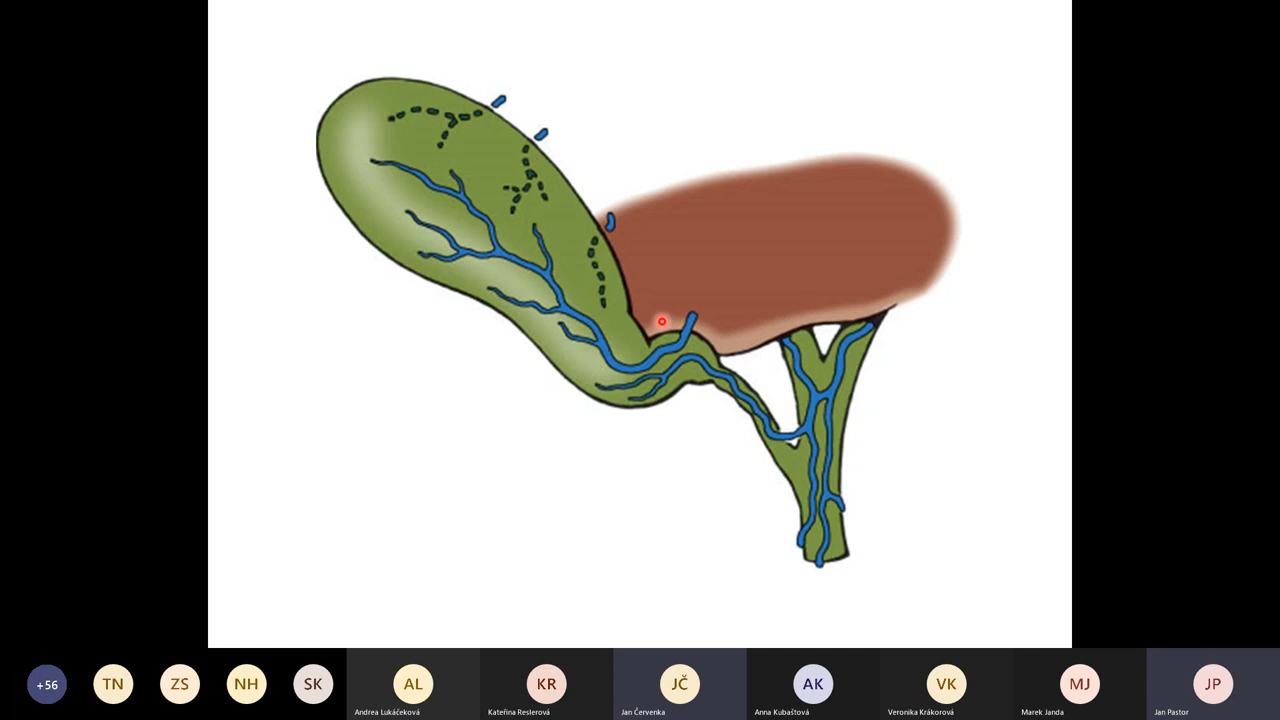 +56
TN
ZS
NH
SK
AL
Andrea Lukáčeková
KR
Kateřina Reslerová
JČ
Jan Červenka
AK
Anna Kubaštová
VK
Veronika Krákorová
MJ
Marek Janda
JP
Jan Pastor